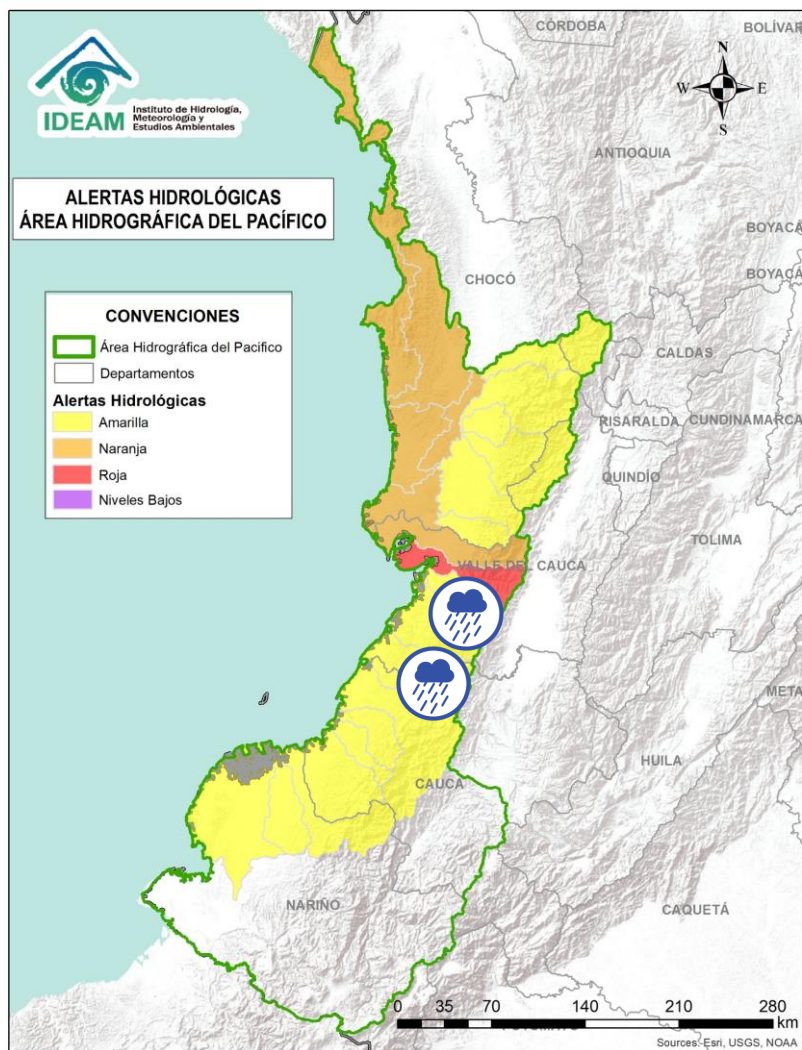 CÓRDOBA
BOLÍVAR
IDEAM
Instituto de Hidrología,
Meteorología y
Estudios Ambientales
N
W
E
S
ANTIOQUIA
ALERTAS HIDROLÓGICAS
ÁREA HIDROGRÁFICA DEL PACÍFICO
BOYACÁ
BOYACÁ
CHOCÓ
CONVENCIONES
Área Hidrográfica del Pacifico
Departamentos
Alertas Hidrológicas
Amarilla
Naranja
Roja
Niveles Bajos
CALDAS
RISARALDA
CUNDINAMARCA
QUINDÍO
TOLIMA
VALLE DEL CAUCA
META
HUILA
CAUCA
NARIÑO
CAQUETÁ
0 35 70 140 210 280
km
Sources: Esri, USGS, NOAA